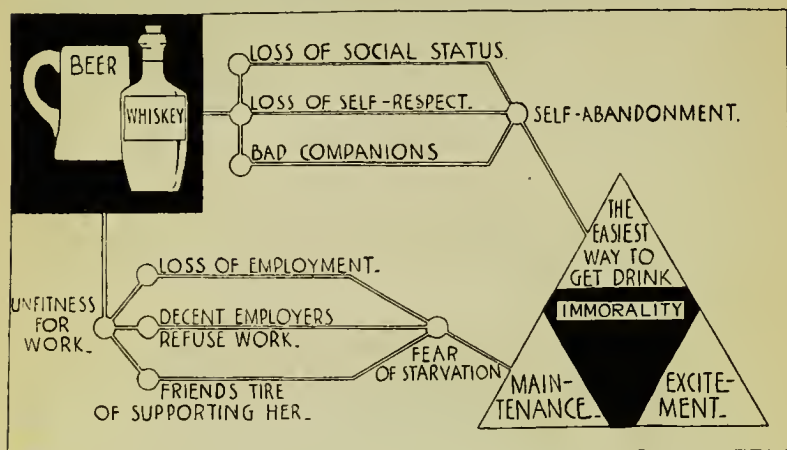 BEER
WHISKEY
LOSS OF SOCIAL STATUS.
LOSS OF SELF-RESPECT.
BAD COMPANIONS
SELF-ABANDONMENT.
UNFITNESS
FOR
WORK.
LOSS OF EMPLOYMENT.
DECENT EMPLOYERS
REFUSE WORK.
FRIENDS TIRE
OF SUPPORTING HER.
FEAR
OF STARVATION
THE
EASIEST
WAY TO
GET DRINK
IMMORALITY
MAIN-
TENANCE.
EXCITE-
MENT.